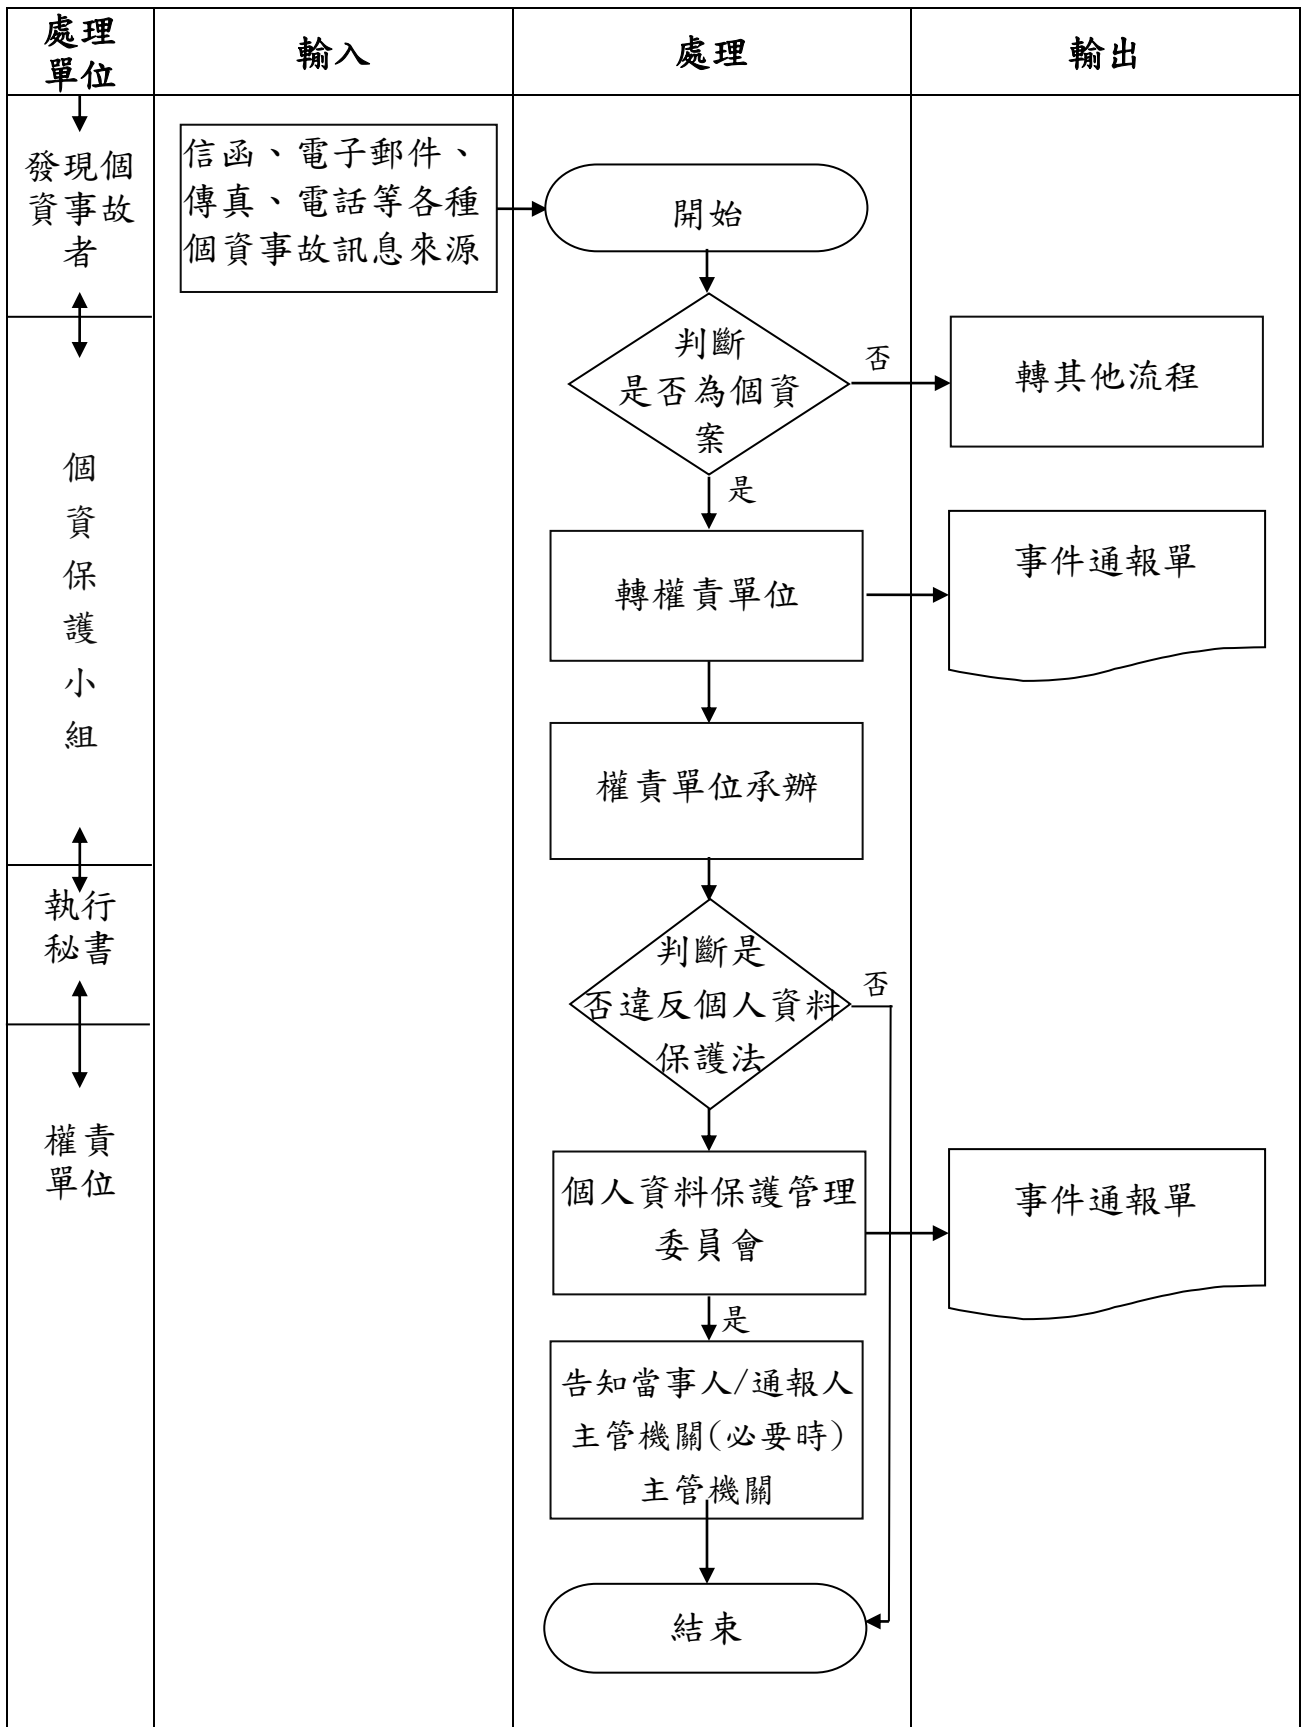 處理
單位
輸入
處理
輸出
發現個
資事故
者
信函、電子郵件、
傳真、電話等各種
個資事故訊息來源
開始
判斷
是否為個資
案
否
轉其他流程
是
個
資
保
護
小
組
轉權責單位
事件通報單
權責單位承辦
執行
秘書
判斷是
否違反個人資料
保護法
否
權責
單位
個人資料保護管理
委員會
事件通報單
是
告知當事人/通報人
主管機關(必要時)
主管機關
結束